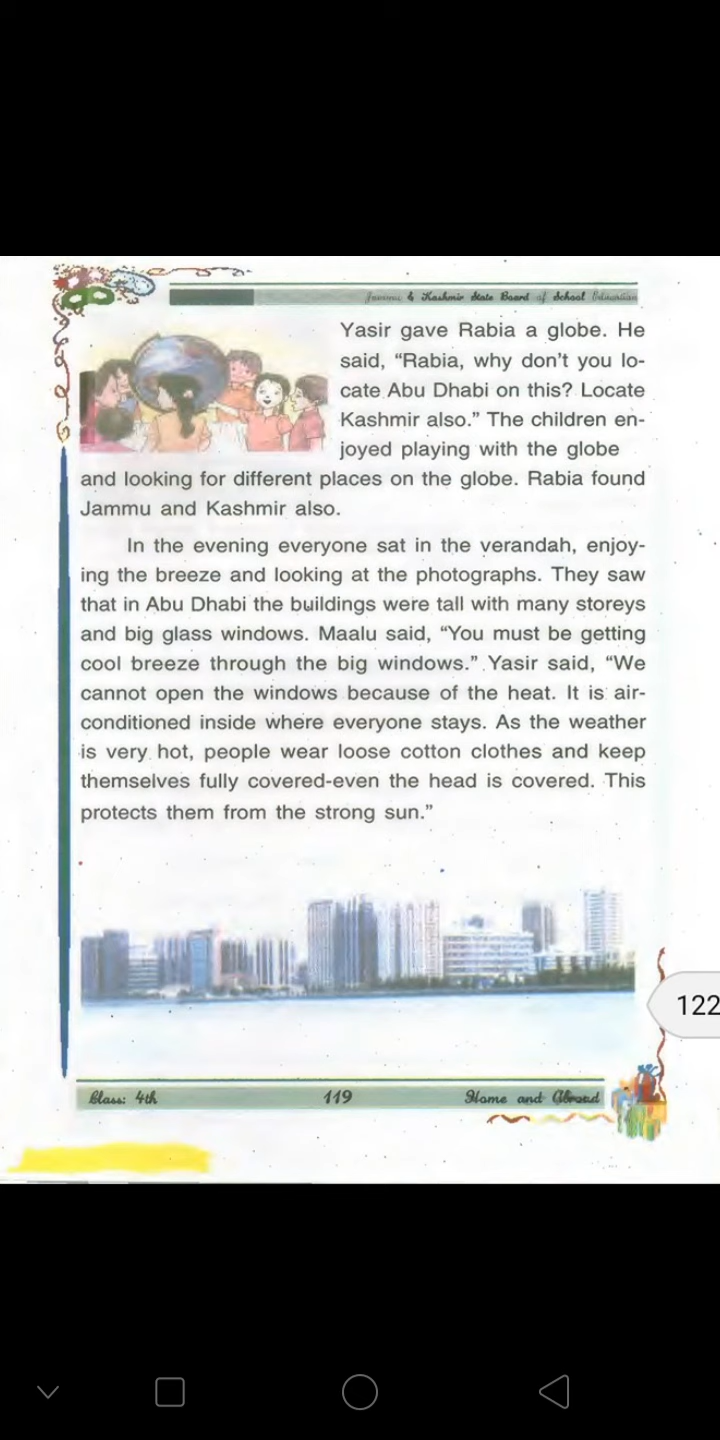 Jammu & Kashmir State Board of School Education
Yasir gave Rabia a globe. He
said, “Rabia, why don’t you lo-
cate Abu Dhabi on this? Locate
Kashmir also.” The children en-
joyed playing with the globe
and looking for different places on the globe. Rabia found
Jammu and Kashmir also.
In the evening everyone sat in the verandah, enjoy-
ing the breeze and looking at the photographs. They saw
that in Abu Dhabi the buildings were tall with many storeys
and big glass windows. Maalu said, “You must be getting
cool breeze through the big windows.” Yasir said, “We
cannot open the windows because of the heat. It is air-
conditioned inside where everyone stays. As the weather
is very hot, people wear loose cotton clothes and keep
themselves fully covered-even the head is covered. This
protects them from the strong sun.”
122
Class: 4th 119 Home and Abroad